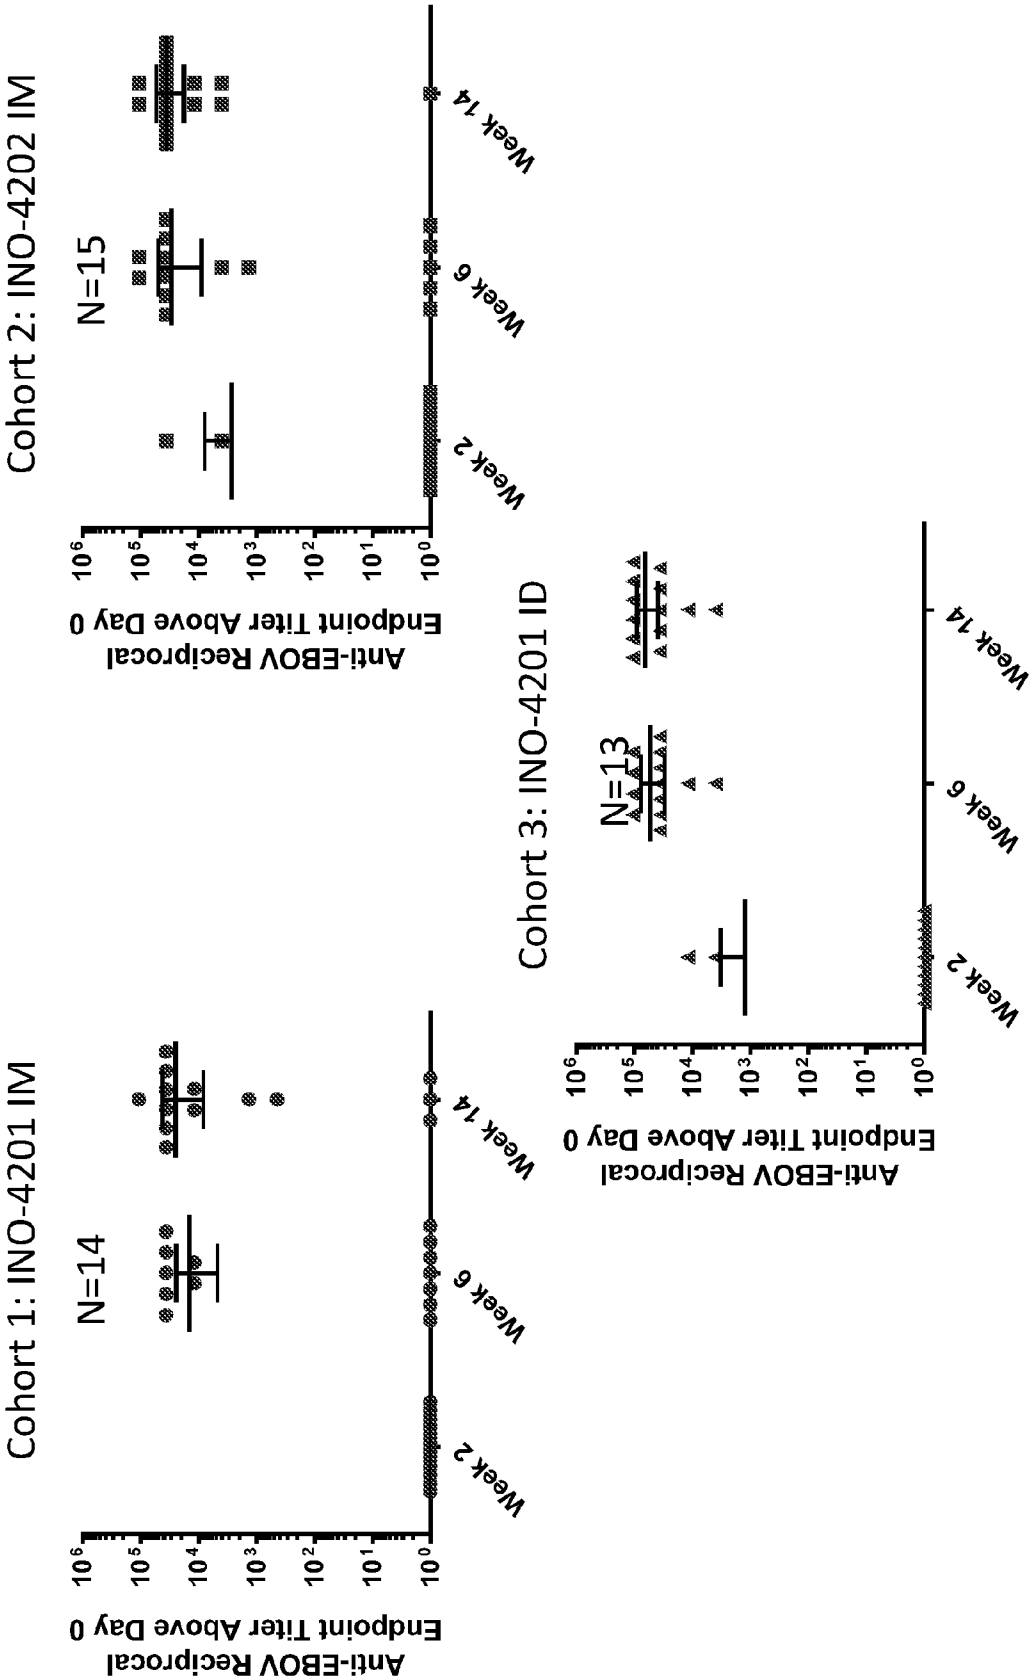 Cohort 1: INO-4201 IM
N=14
Anti-EBOV Reciprocal
Endpoint Titer Above Day 0
10⁶
10⁵
10⁴
10³
10²
10¹
10⁰
Week 2
Week 6
Week 14
Cohort 2: INO-4202 IM
N=15
Anti-EBOV Reciprocal
Endpoint Titer Above Day 0
10⁶
10⁵
10⁴
10³
10²
10¹
10⁰
Week 2
Week 6
Week 14
Cohort 3: INO-4201 ID
N=13
Anti-EBOV Reciprocal
Endpoint Titer Above Day 0
10⁶
10⁵
10⁴
10³
10²
10¹
10⁰
Week 2
Week 6
Week 14